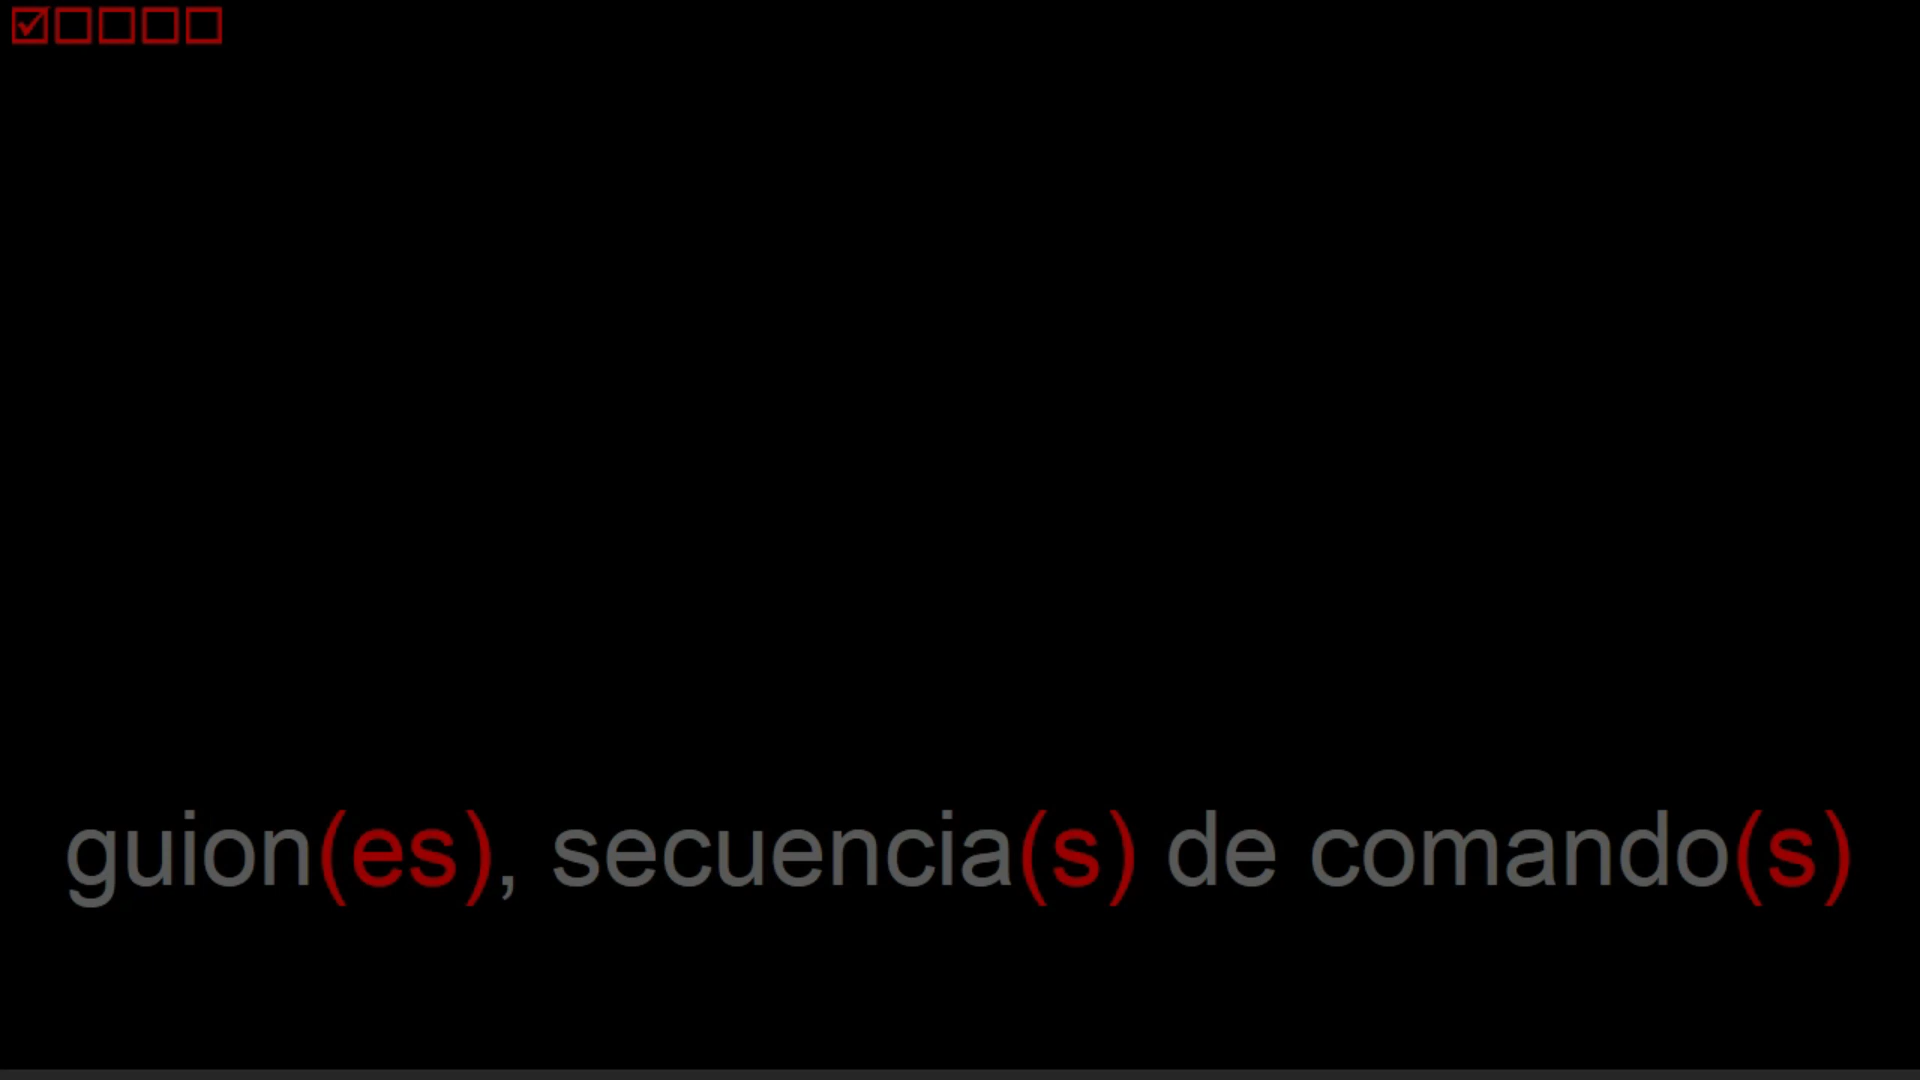 ☑☐☐☐☐
guion(es), secuencia(s) de comando(s)